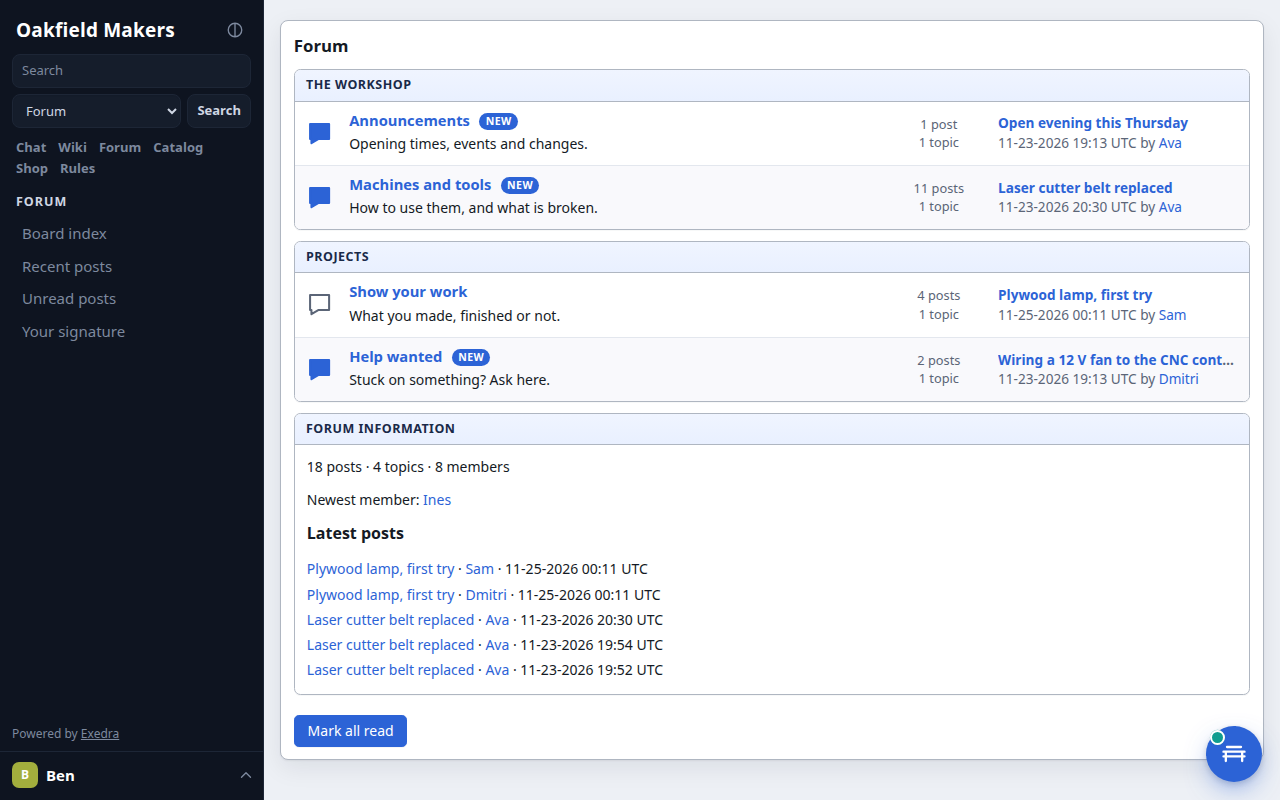 Oakfield Makers
Search
Forum
Search
Chat Wiki Forum Catalog
Shop Rules
FORUM
Board index
Recent posts
Unread posts
Your signature
Powered by Exedra
B
Ben
Forum
THE WORKSHOP
Announcements NEW
Opening times, events and changes.
1 post
1 topic
Open evening this Thursday
11-23-2026 19:13 UTC by Ava
Machines and tools NEW
How to use them, and what is broken.
11 posts
1 topic
Laser cutter belt replaced
11-23-2026 20:30 UTC by Ava
PROJECTS
Show your work
What you made, finished or not.
4 posts
1 topic
Plywood lamp, first try
11-25-2026 00:11 UTC by Sam
Help wanted NEW
Stuck on something? Ask here.
2 posts
1 topic
Wiring a 12 V fan to the CNC cont...
11-23-2026 19:13 UTC by Dmitri
FORUM INFORMATION
18 posts · 4 topics · 8 members
Newest member: Ines
Latest posts
Plywood lamp, first try · Sam · 11-25-2026 00:11 UTC
Plywood lamp, first try · Dmitri · 11-25-2026 00:11 UTC
Laser cutter belt replaced · Ava · 11-23-2026 20:30 UTC
Laser cutter belt replaced · Ava · 11-23-2026 19:54 UTC
Laser cutter belt replaced · Ava · 11-23-2026 19:52 UTC
Mark all read